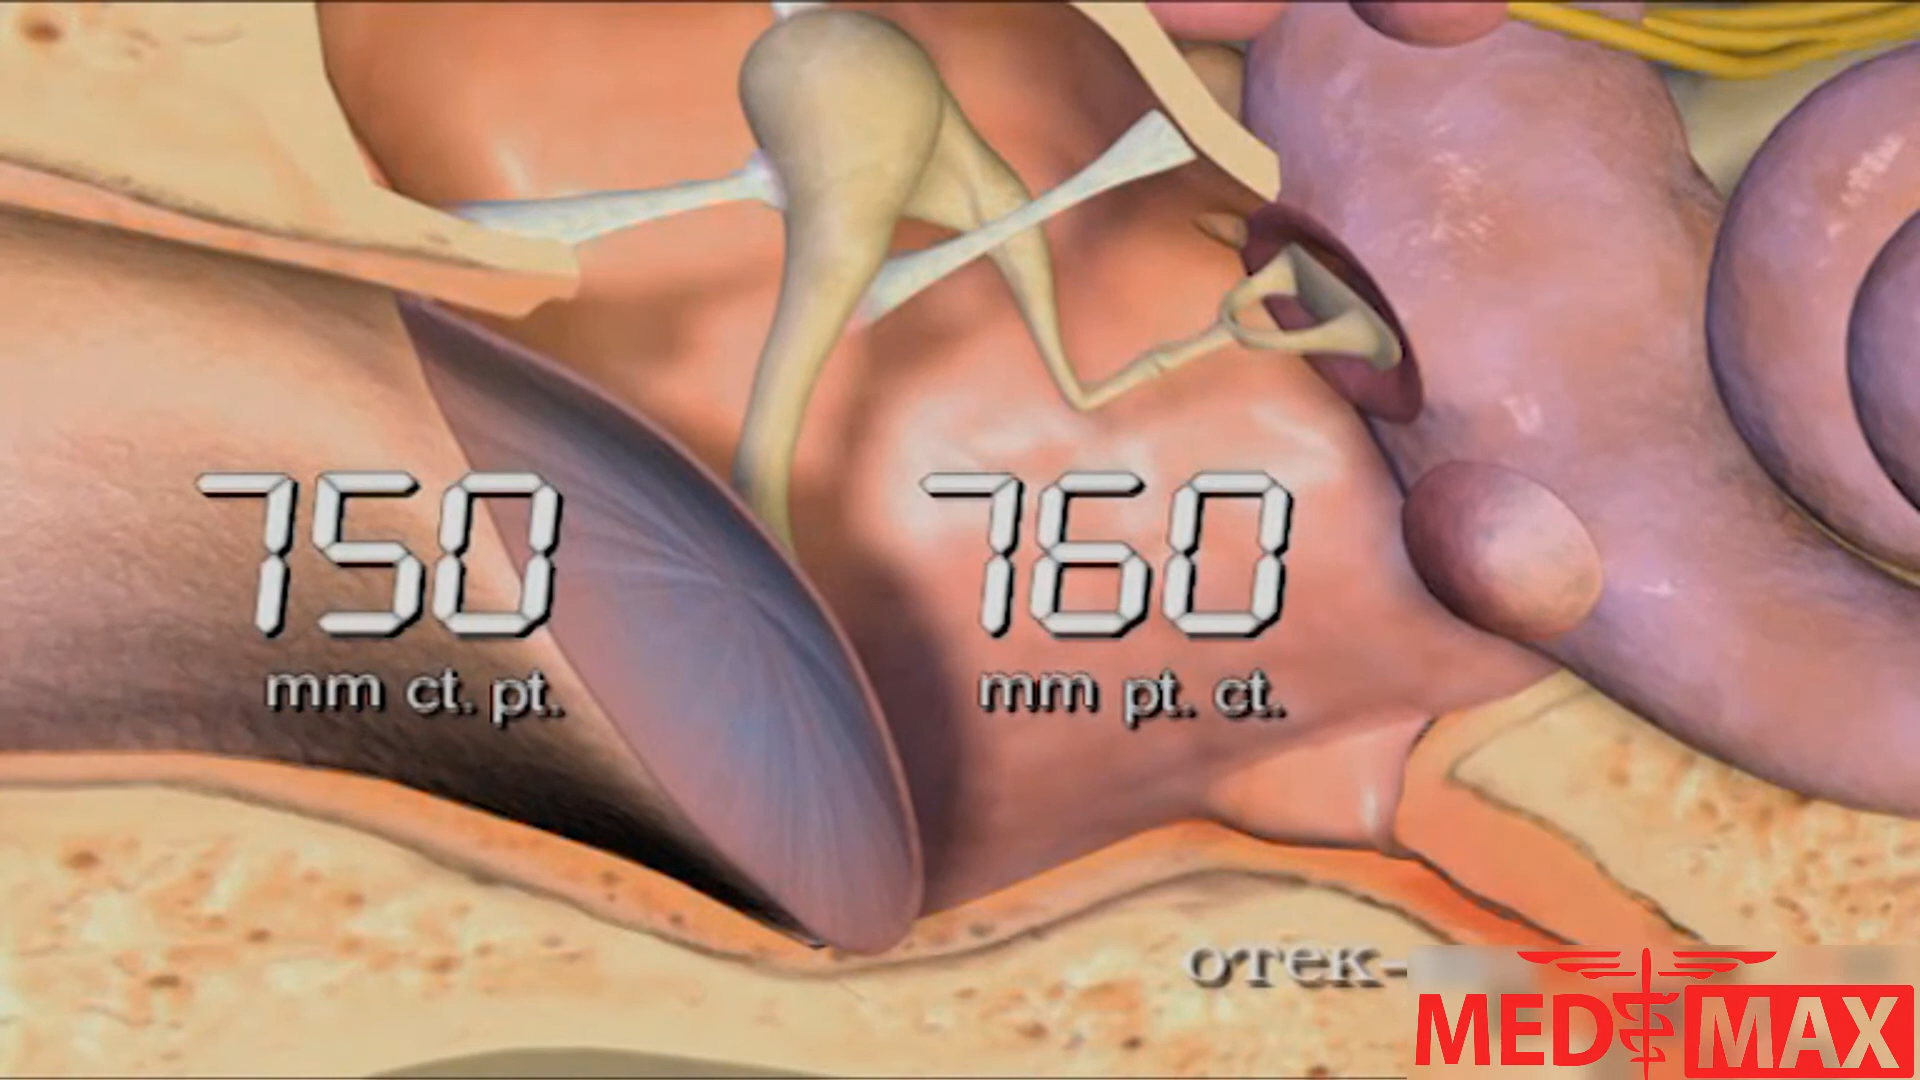 750
mm ct. pt.
760
mm pt. ct.
отек-
MED MAX